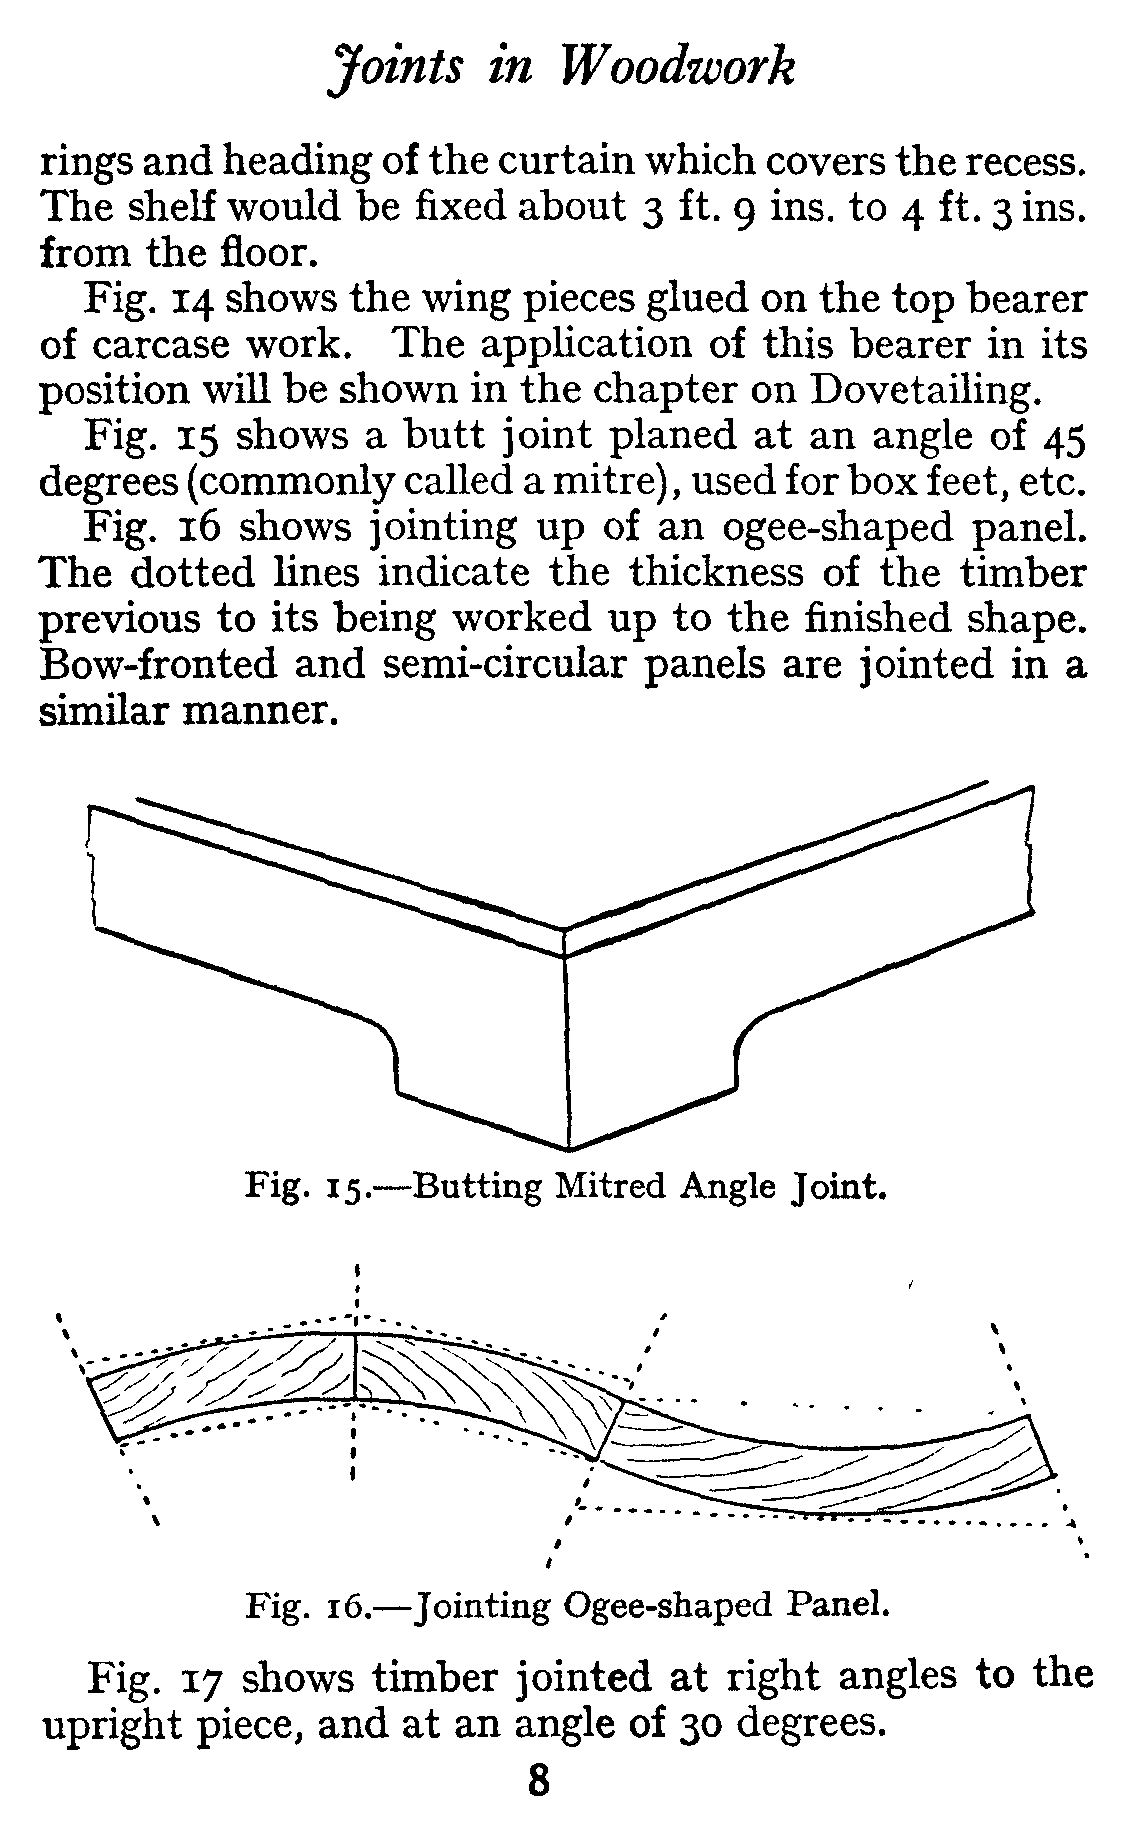 Joints in Woodwork
rings and heading of the curtain which covers the recess.
The shelf would be fixed about 3 ft. 9 ins. to 4 ft. 3 ins.
from the floor.
Fig. 14 shows the wing pieces glued on the top bearer
of carcase work. The application of this bearer in its
position will be shown in the chapter on Dovetailing.
Fig. 15 shows a butt joint planed at an angle of 45
degrees (commonly called a mitre), used for box feet, etc.
Fig. 16 shows jointing up of an ogee-shaped panel.
The dotted lines indicate the thickness of the timber
previous to its being worked up to the finished shape.
Bow-fronted and semi-circular panels are jointed in a
similar manner.
Fig. 15.—Butting Mitred Angle Joint.
Fig. 16.—Jointing Ogee-shaped Panel.
Fig. 17 shows timber jointed at right angles to the
upright piece, and at an angle of 30 degrees.
8